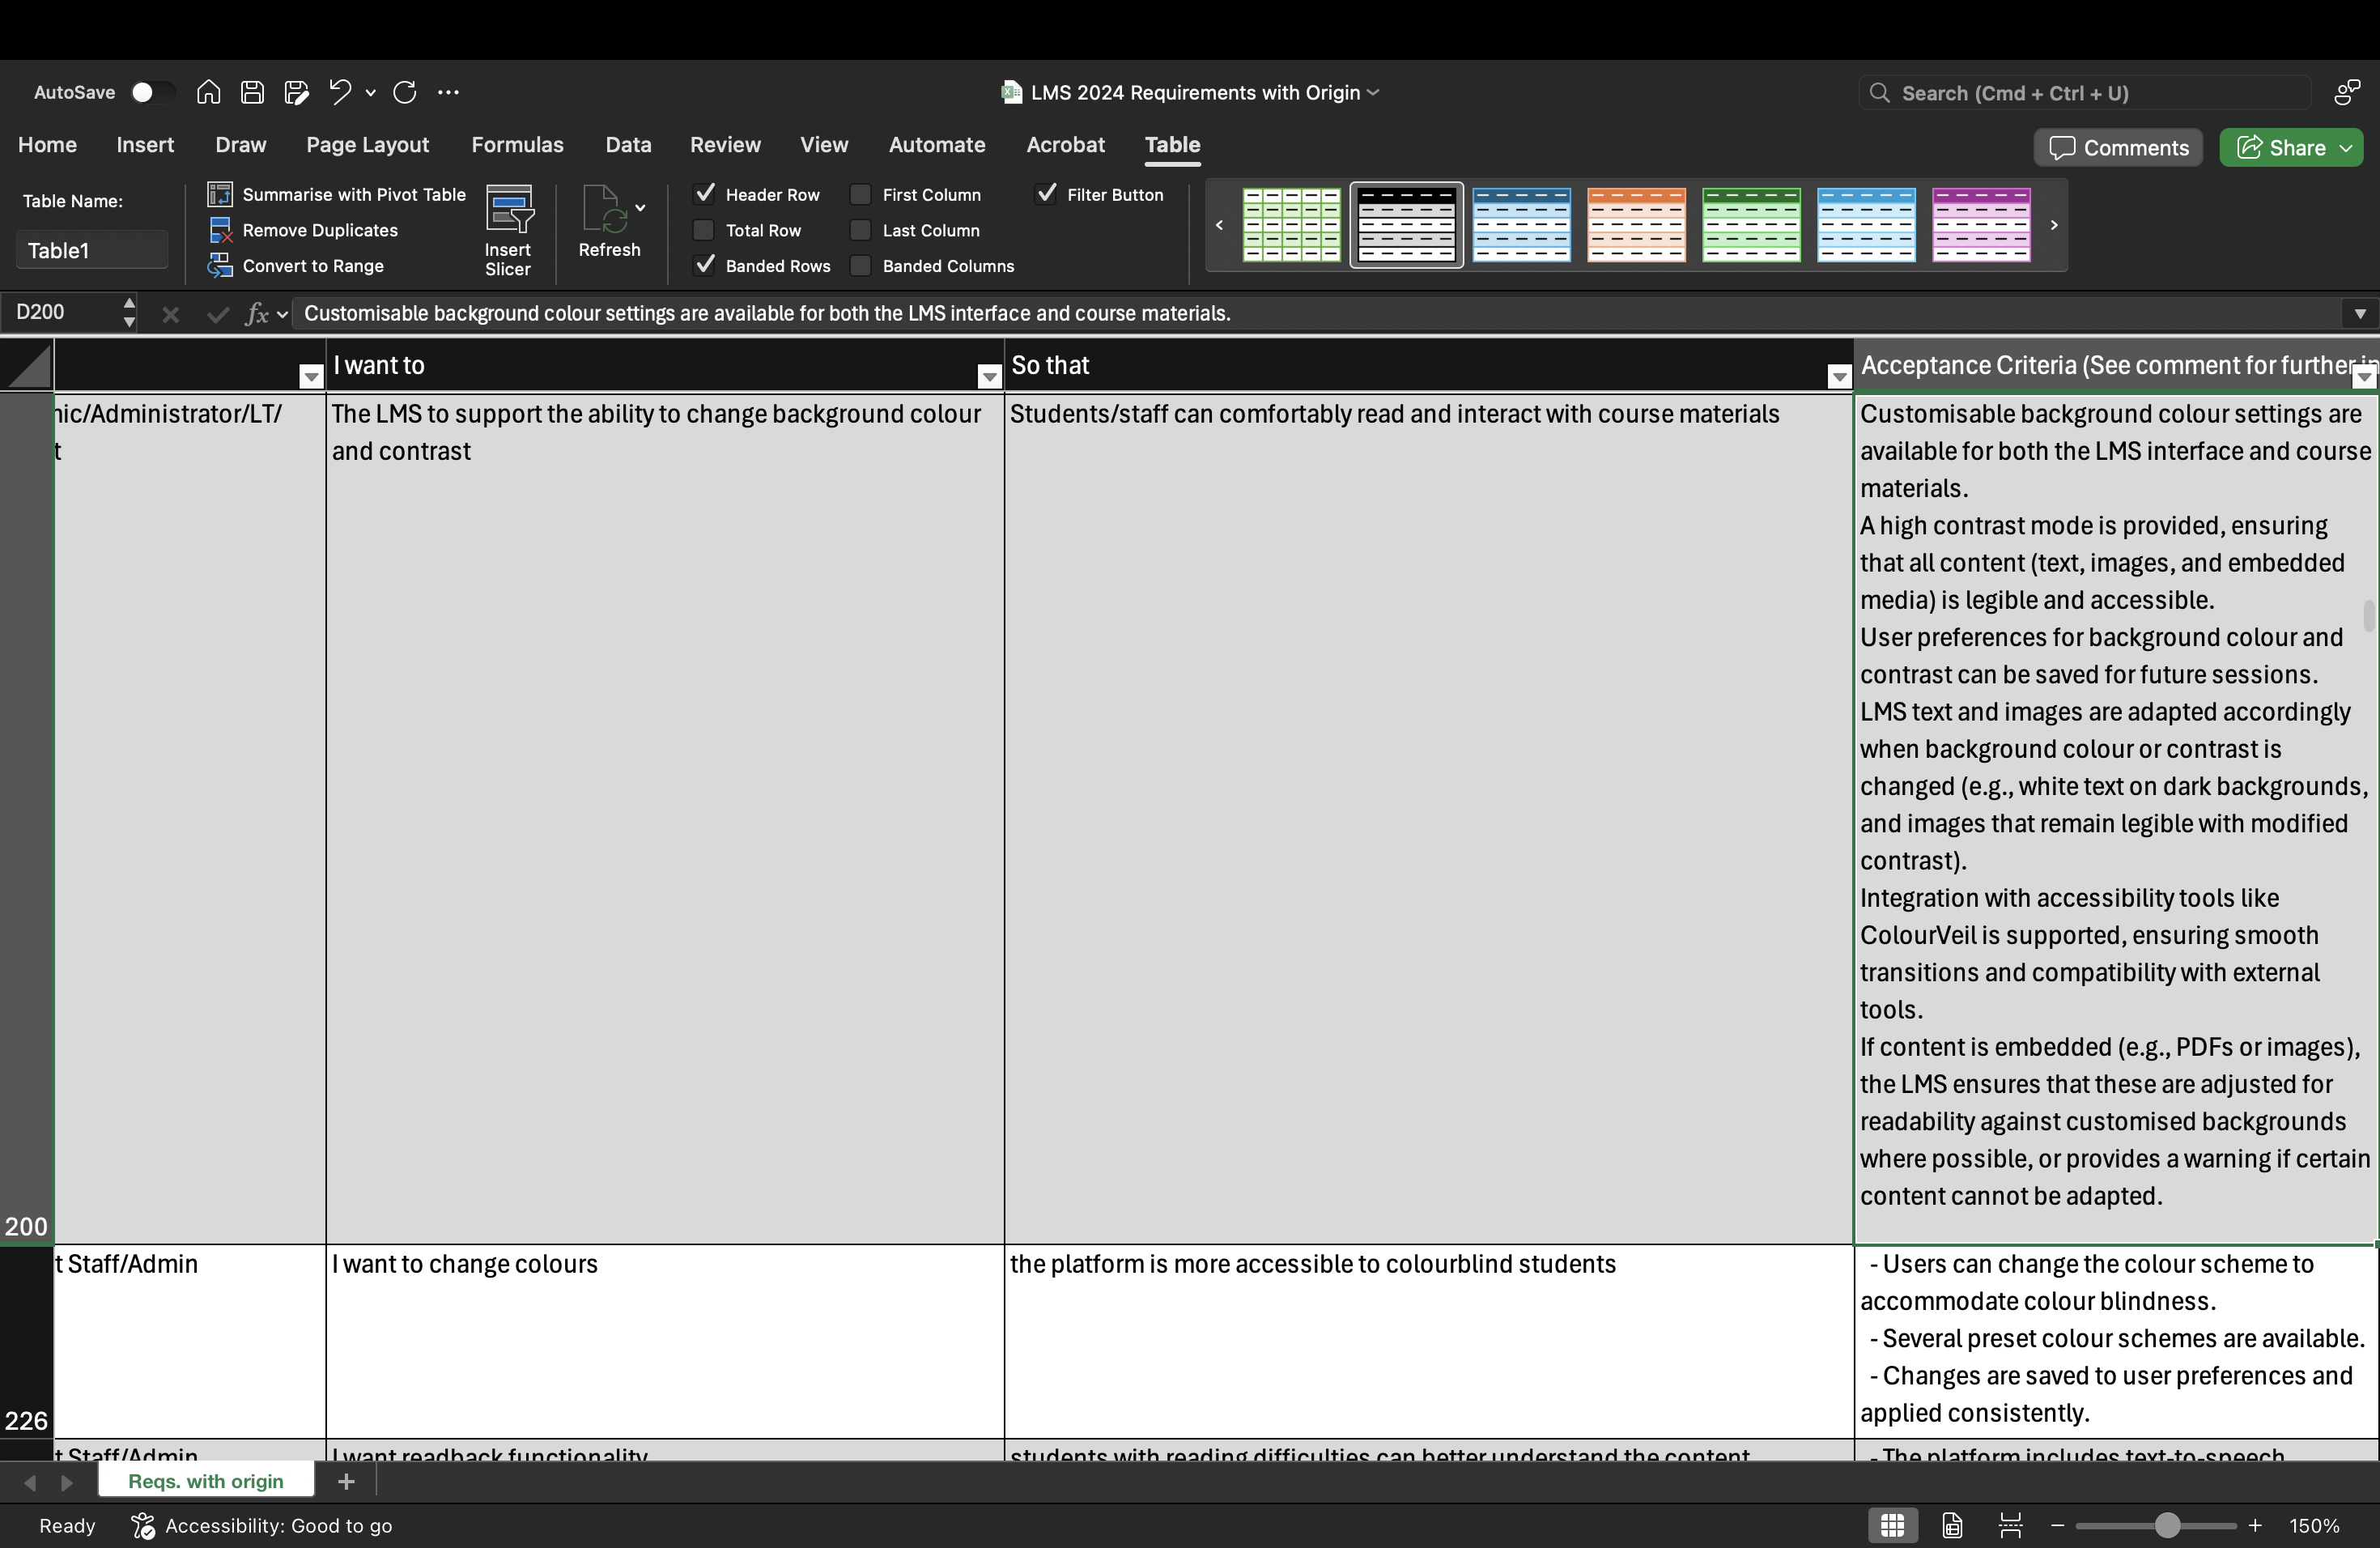 AutoSave
LMS 2024 Requirements with Origin
Search (Cmd + Ctrl + U)
Home Insert Draw Page Layout Formulas Data Review View Automate Acrobat Table
Comments
Share
Table Name:
Table1
Summarise with Pivot Table
Remove Duplicates
Convert to Range
Insert
Slicer
Refresh
Header Row
First Column
Filter Button
Total Row
Last Column
Banded Rows
Banded Columns
D200
fx
Customisable background colour settings are available for both the LMS interface and course materials.
I want to
So that
Acceptance Criteria (See comment for further in
nic/Administrator/LT/
t
The LMS to support the ability to change background colour
and contrast
Students/staff can comfortably read and interact with course materials
Customisable background colour settings are
available for both the LMS interface and course
materials.
A high contrast mode is provided, ensuring
that all content (text, images, and embedded
media) is legible and accessible.
User preferences for background colour and
contrast can be saved for future sessions.
LMS text and images are adapted accordingly
when background colour or contrast is
changed (e.g., white text on dark backgrounds,
and images that remain legible with modified
contrast).
Integration with accessibility tools like
ColourVeil is supported, ensuring smooth
transitions and compatibility with external
tools.
If content is embedded (e.g., PDFs or images),
the LMS ensures that these are adjusted for
readability against customised backgrounds
where possible, or provides a warning if certain
content cannot be adapted.
200
t Staff/Admin
I want to change colours
the platform is more accessible to colourblind students
- Users can change the colour scheme to
accommodate colour blindness.
- Several preset colour schemes are available.
- Changes are saved to user preferences and
applied consistently.
226
t Staff/Admin
I want readback functionality
students with reading difficulties can better understand the content
- The platform includes text-to-speech
Reqs. with origin
Ready
Accessibility: Good to go
150%